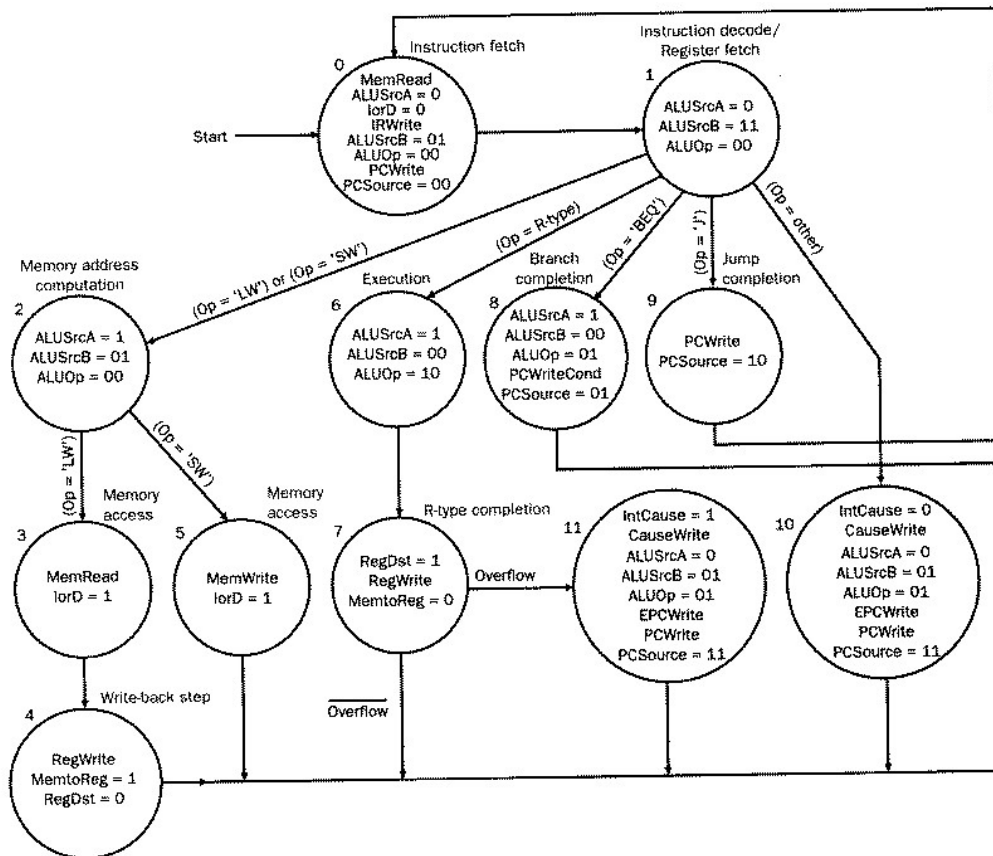 Instruction fetch
0
MemRead
ALUSrcA = 0
IorD = 0
IRWrite
ALUSrcB = 01
ALUOp = 00
PCWrite
PCSource = 00
Start
Instruction decode/
Register fetch
1
ALUSrcA = 0
ALUSrcB = 11
ALUOp = 00
(Op = 'LW') or (Op = 'SW')
(Op = R-type)
(Op = 'BEQ')
(Op = 'J')
(Op = other)
Memory address
computation
2
ALUSrcA = 1
ALUSrcB = 01
ALUOp = 00
Execution
6
ALUSrcA = 1
ALUSrcB = 00
ALUOp = 10
Branch
completion
8
ALUSrcA = 1
ALUSrcB = 00
ALUOp = 01
PCWriteCond
PCSource = 01
Jump
completion
9
PCWrite
PCSource = 10
(Op = 'LW')
(Op = 'SW')
Memory
access
3
MemRead
IorD = 1
Memory
access
5
MemWrite
IorD = 1
R-type completion
7
RegDst = 1
RegWrite
MemtoReg = 0
Overflow
Overflow
11
IntCause = 1
CauseWrite
ALUSrcA = 0
ALUSrcB = 01
ALUOp = 01
EPCWrite
PCWrite
PCSource = 11
10
IntCause = 0
CauseWrite
ALUSrcA = 0
ALUSrcB = 01
ALUOp = 01
EPCWrite
PCWrite
PCSource = 11
Write-back step
4
RegWrite
MemtoReg = 1
RegDst = 0